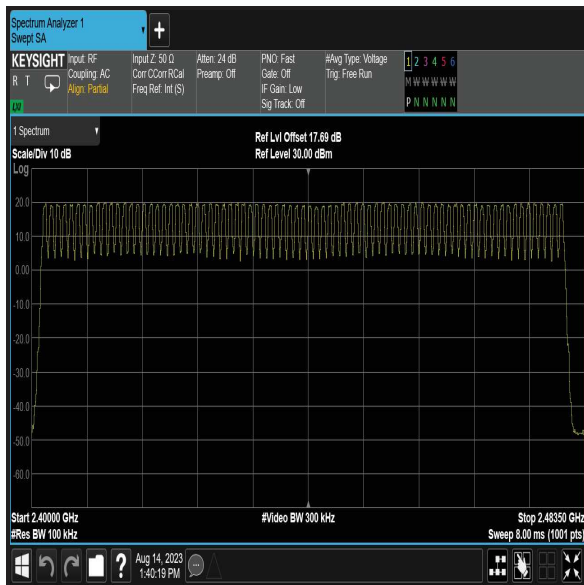 Spectrum Analyzer 1
Swept SA
+
KEYSIGHT
R T
LXI
Input: RF
Coupling: AC
Align: Partial
Input Z: 50 Ω
Corr CCorr RCal
Freq Ref: Int (S)
Atten: 24 dB
Preamp: Off
PNO: Fast
Gate: Off
IF Gain: Low
Sig Track: Off
#Avg Type: Voltage
Trig: Free Run
1 2 3 4 5 6
M W W W W W
P N N N N N
1 Spectrum
Scale/Div 10 dB
Log
Ref Lvl Offset 17.69 dB
Ref Level 30.00 dBm
20.0
10.0
0.00
-10.0
-20.0
-30.0
-40.0
-50.0
-60.0
Start 2.40000 GHz
#Res BW 100 kHz
#Video BW 300 kHz
Stop 2.48350 GHz
Sweep 8.00 ms (1001 pts)
?
Aug 14, 2023
1:40:19 PM